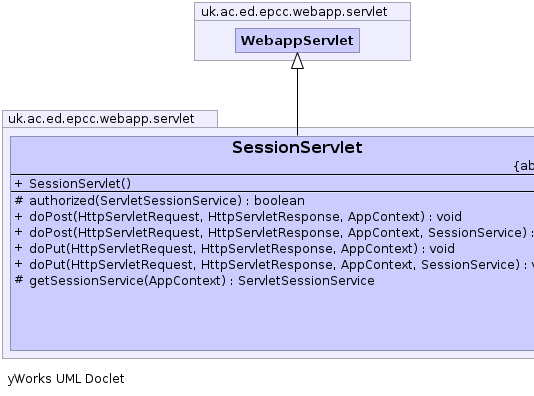 uk.ac.ed.epcc.webapp.servlet
WebappServlet
uk.ac.ed.epcc.webapp.servlet
SessionServlet
{ab
+ SessionServlet()
# authorized(ServletSessionService) : boolean
+ doPost(HttpServletRequest, HttpServletResponse, AppContext) : void
+ doPost(HttpServletRequest, HttpServletResponse, AppContext, SessionService) :
+ doPut(HttpServletRequest, HttpServletResponse, AppContext) : void
+ doPut(HttpServletRequest, HttpServletResponse, AppContext, SessionService) : v
# getSessionService(AppContext) : ServletSessionService
yWorks UML Doclet